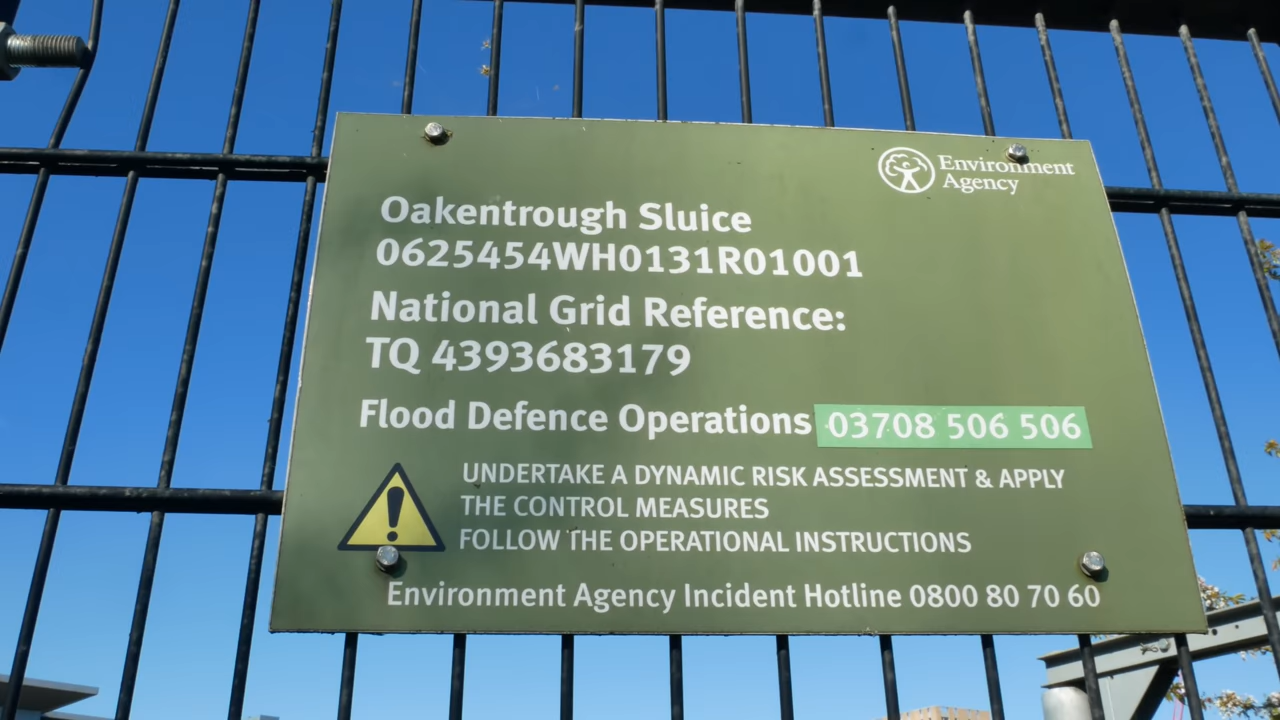 Environment
Agency
Oakentrough Sluice
0625454WH0131R01001
National Grid Reference:
TQ 4393683179
Flood Defence Operations 03708 506 506
UNDERTAKE A DYNAMIC RISK ASSESSMENT & APPLY
THE CONTROL MEASURES
FOLLOW THE OPERATIONAL INSTRUCTIONS
Environment Agency Incident Hotline 0800 80 70 60